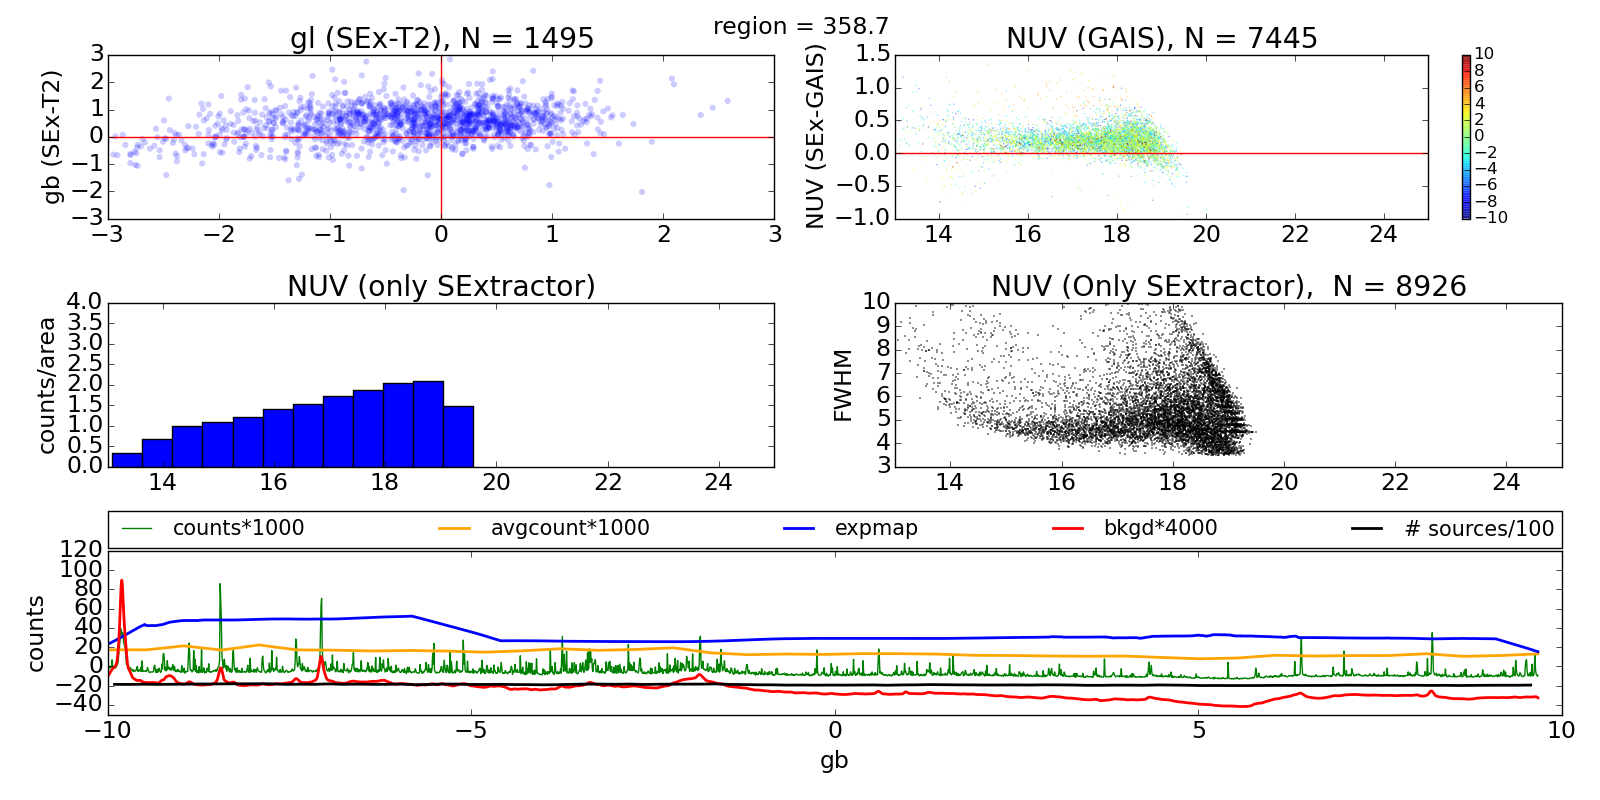 region = 358.7
gl (SEx-T2), N = 1495
gb (SEx-T2)
3
2
1
0
−1
−2
−3
−3 −2 −1 0 1 2 3
NUV (GAIS), N = 7445
NUV (SEx-GAIS)
1.5
1.0
0.5
0.0
−0.5
−1.0
14 16 18 20 22 24
10
8
6
4
2
0
−2
−4
−6
−8
−10
NUV (only SExtractor)
counts/area
4.0
3.5
3.0
2.5
2.0
1.5
1.0
0.5
0.0
14 16 18 20 22 24
NUV (Only SExtractor), N = 8926
FWHM
10
9
8
7
6
5
4
3
14 16 18 20 22 24
counts*1000 avgcount*1000 expmap bkgd*4000 # sources/100
counts
120
100
80
60
40
20
0
−20
−40
−10 −5 0 5 10
gb